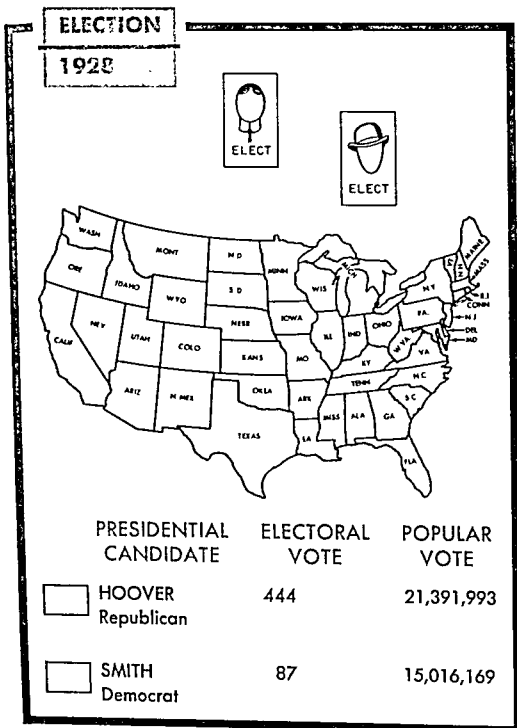 ELECTION
1928
ELECT
ELECT
WASH
ORE
CALIF
NEV
IDAHO
MONT
WYO
UTAH
ARIZ
COLO
N MEX
N D
S D
NEBR
KANS
OKLA
TEXAS
MINN
IOWA
MO
ARK
LA
WIS
ILL
MICH
IND
OHIO
KY
TENN
MISS
ALA
GA
FLA
S C
N C
VA
W VA
PA.
N Y
VT
N H
MAINE
MASS
R I
CONN
N J
DEL
MD
PRESIDENTIAL ELECTORAL POPULAR
CANDIDATE VOTE VOTE
HOOVER 444 21,391,993
Republican
SMITH 87 15,016,169
Democrat